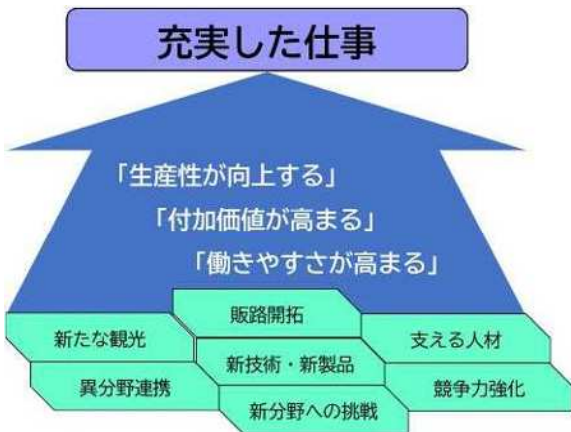 充実した仕事
「生産性が向上する」
「付加価値が高まる」
「働きやすさが高まる」
販路開拓
新たな観光
支える人材
新技術・新製品
異分野連携
競争力強化
新分野への挑戦